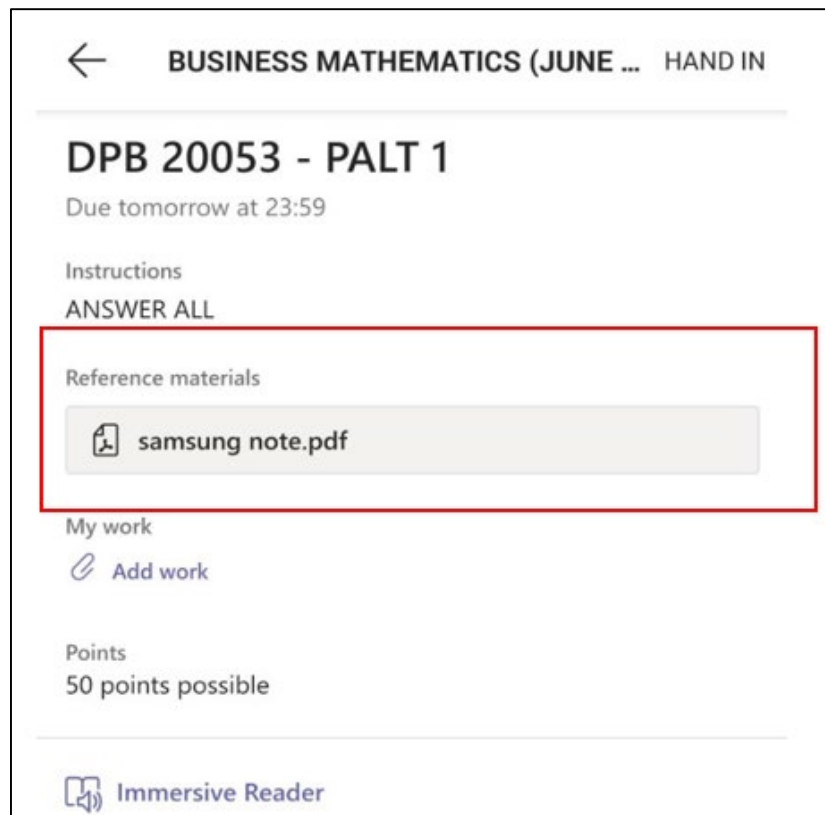 BUSINESS MATHEMATICS (JUNE ... HAND IN
DPB 20053 - PALT 1
Due tomorrow at 23:59
Instructions
ANSWER ALL
Reference materials
samsung note.pdf
My work
Add work
Points
50 points possible
Immersive Reader